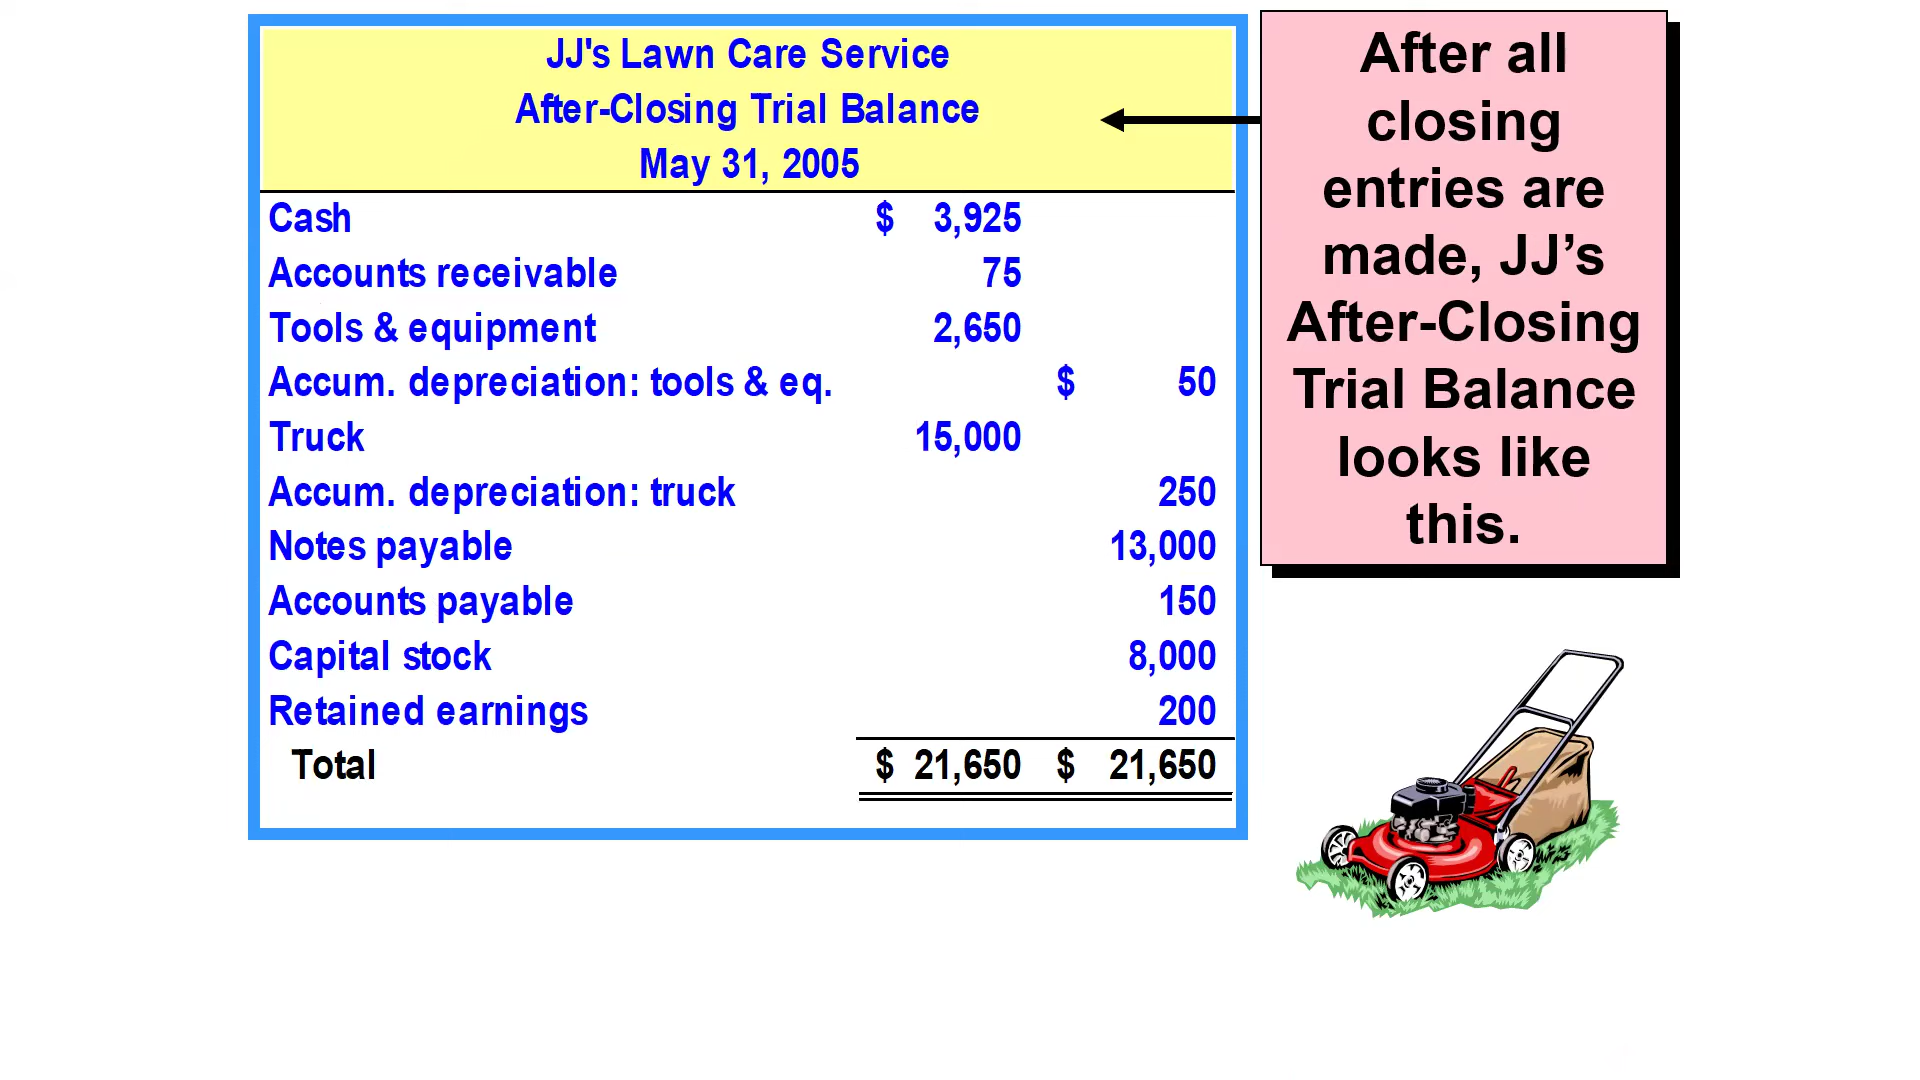 JJ's Lawn Care Service
After-Closing Trial Balance
May 31, 2005
Cash $ 3,925
Accounts receivable 75
Tools & equipment 2,650
Accum. depreciation: tools & eq. $ 50
Truck 15,000
Accum. depreciation: truck 250
Notes payable 13,000
Accounts payable 150
Capital stock 8,000
Retained earnings 200
Total $ 21,650 $ 21,650
After all
closing
entries are
made, JJ’s
After-Closing
Trial Balance
looks like
this.